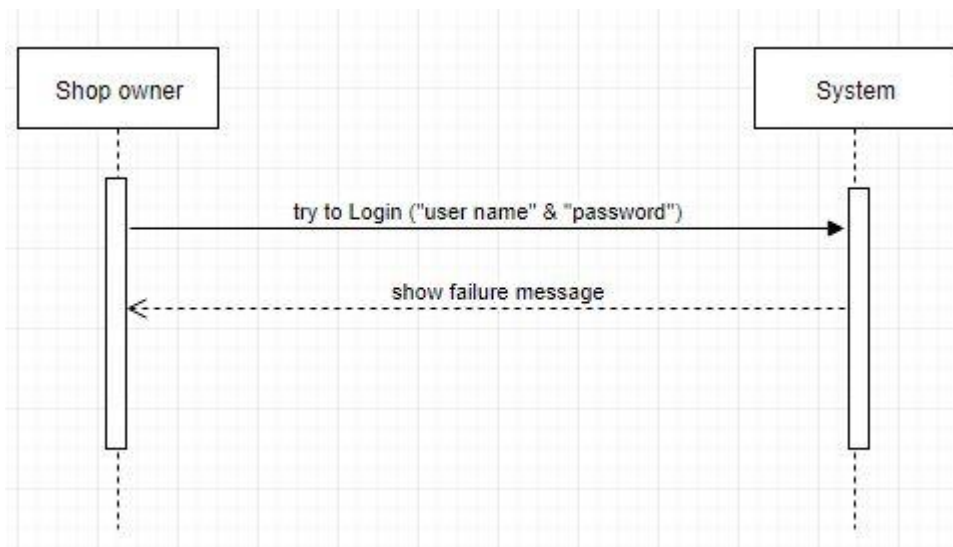 Shop owner
System
try to Login ("user name" & "password")
show failure message